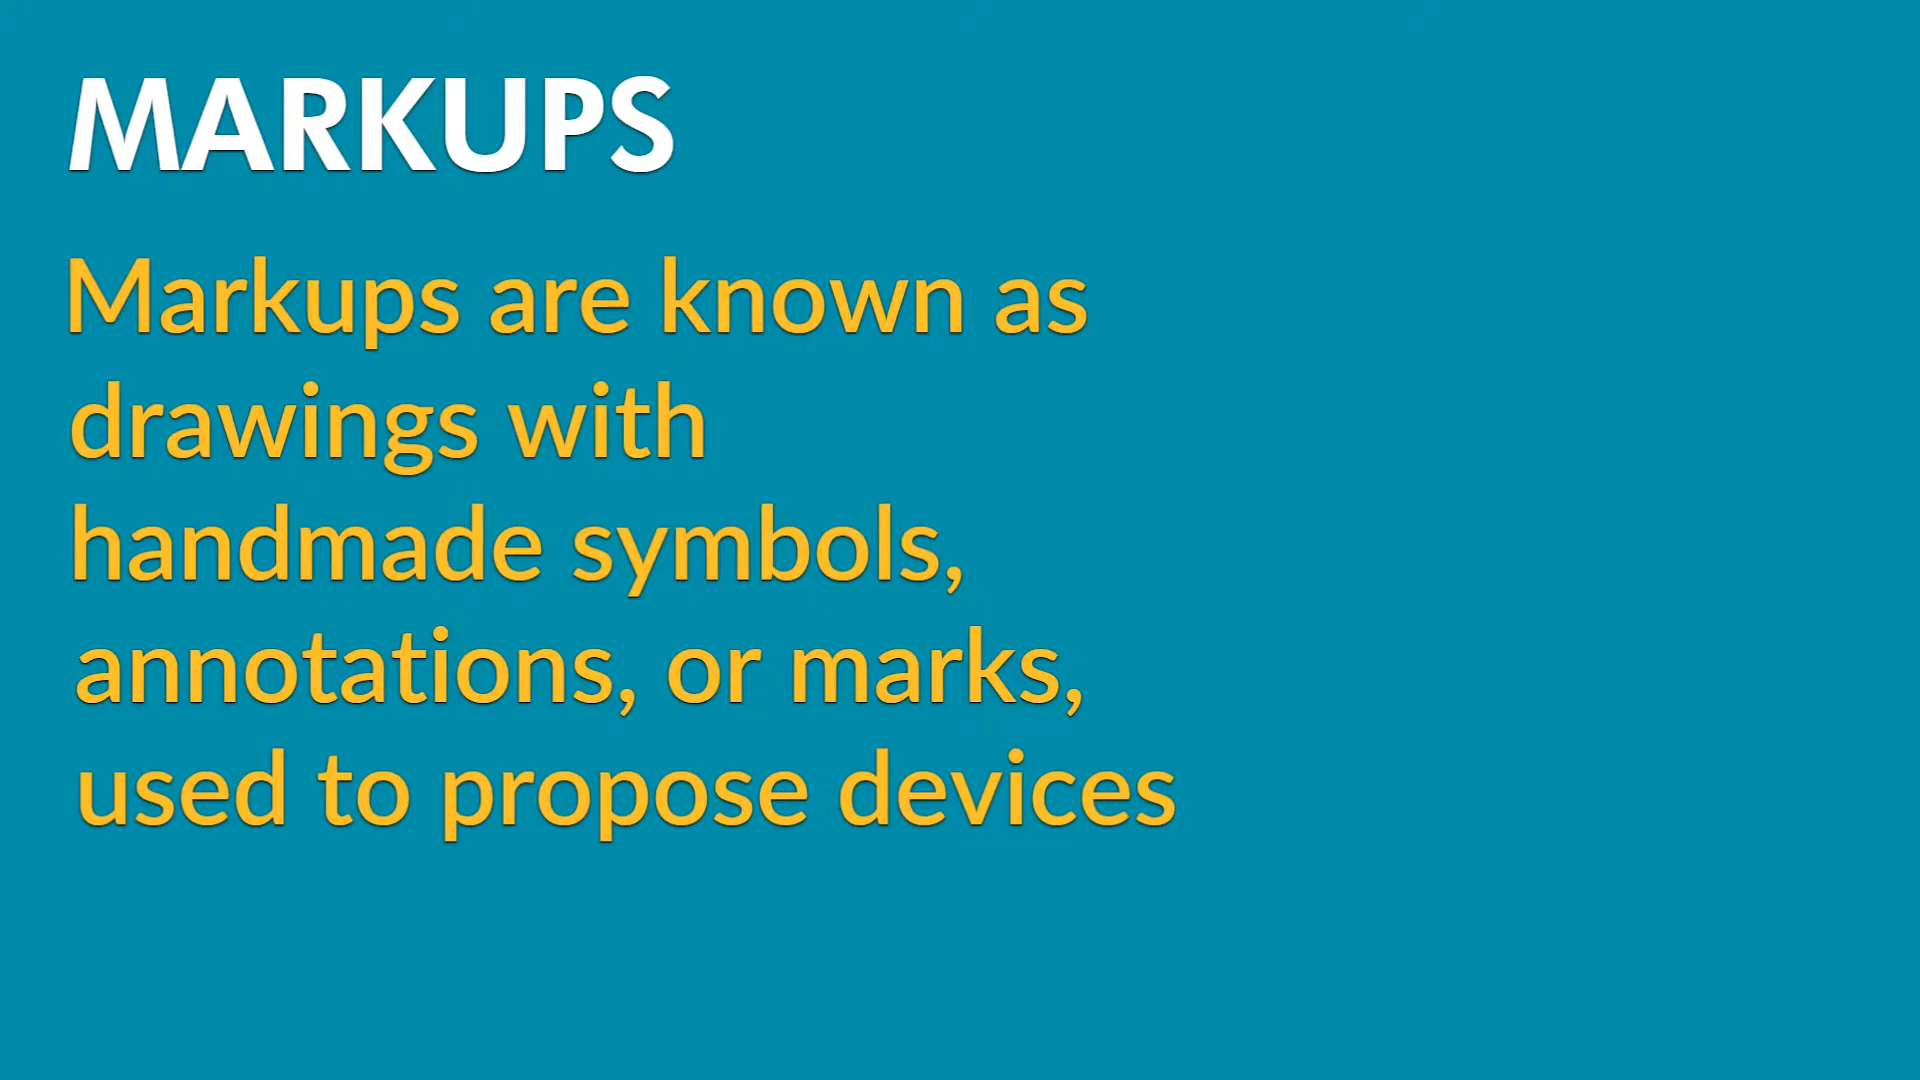 MARKUPS
Markups are known as
drawings with
handmade symbols,
annotations, or marks,
used to propose devices